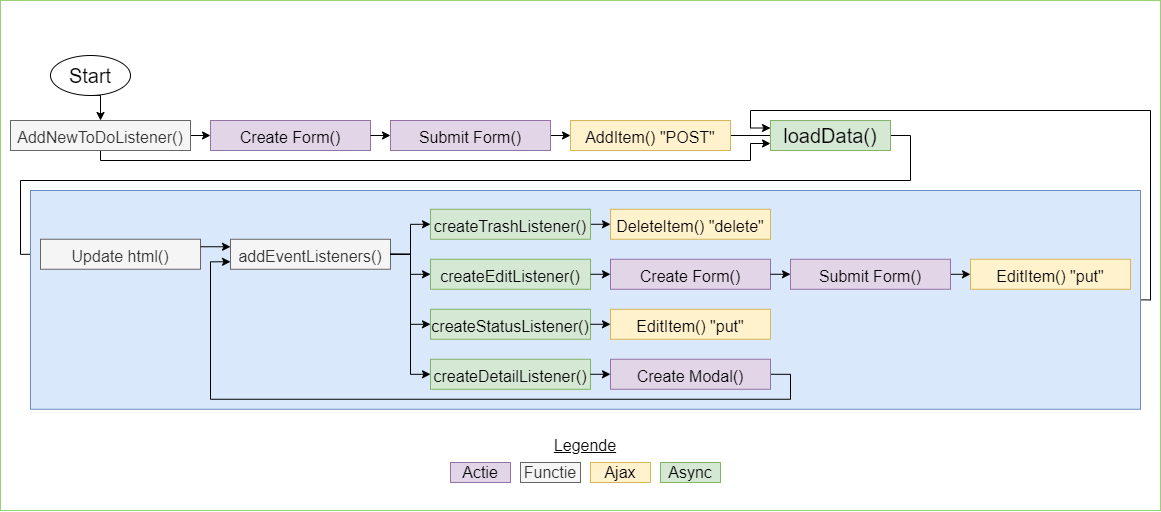 Start
AddNewToDoListener()
Create Form()
Submit Form()
AddItem() "POST"
loadData()
createTrashListener()
DeleteItem() "delete"
Update html()
addEventListeners()
createEditListener()
Create Form()
Submit Form()
EditItem() "put"
createStatusListener()
EditItem() "put"
createDetailListener()
Create Modal()
Legende
Actie
Functie
Ajax
Async